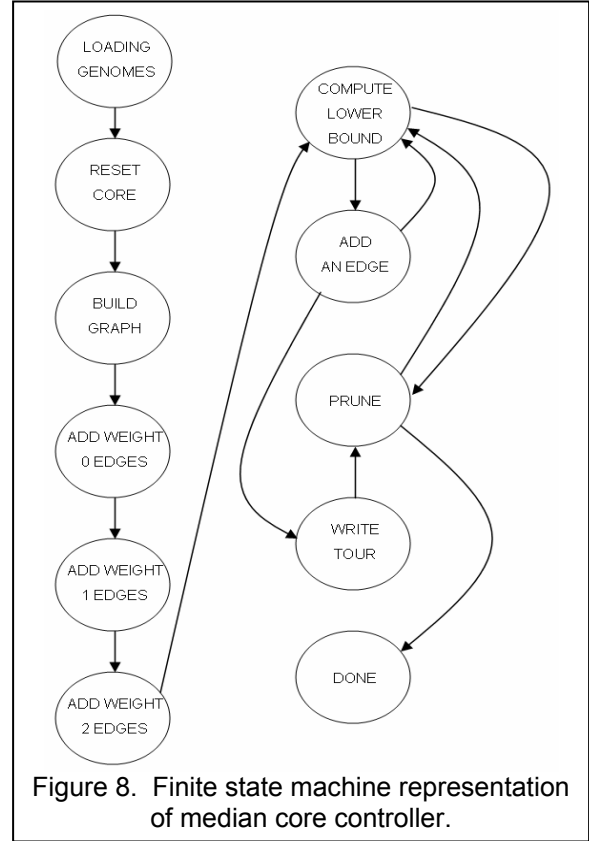 LOADING
GENOMES
RESET
CORE
BUILD
GRAPH
ADD WEIGHT
0 EDGES
ADD WEIGHT
1 EDGES
ADD WEIGHT
2 EDGES
COMPUTE
LOWER
BOUND
ADD
AN EDGE
PRUNE
WRITE
TOUR
DONE
Figure 8.  Finite state machine representation
of median core controller.